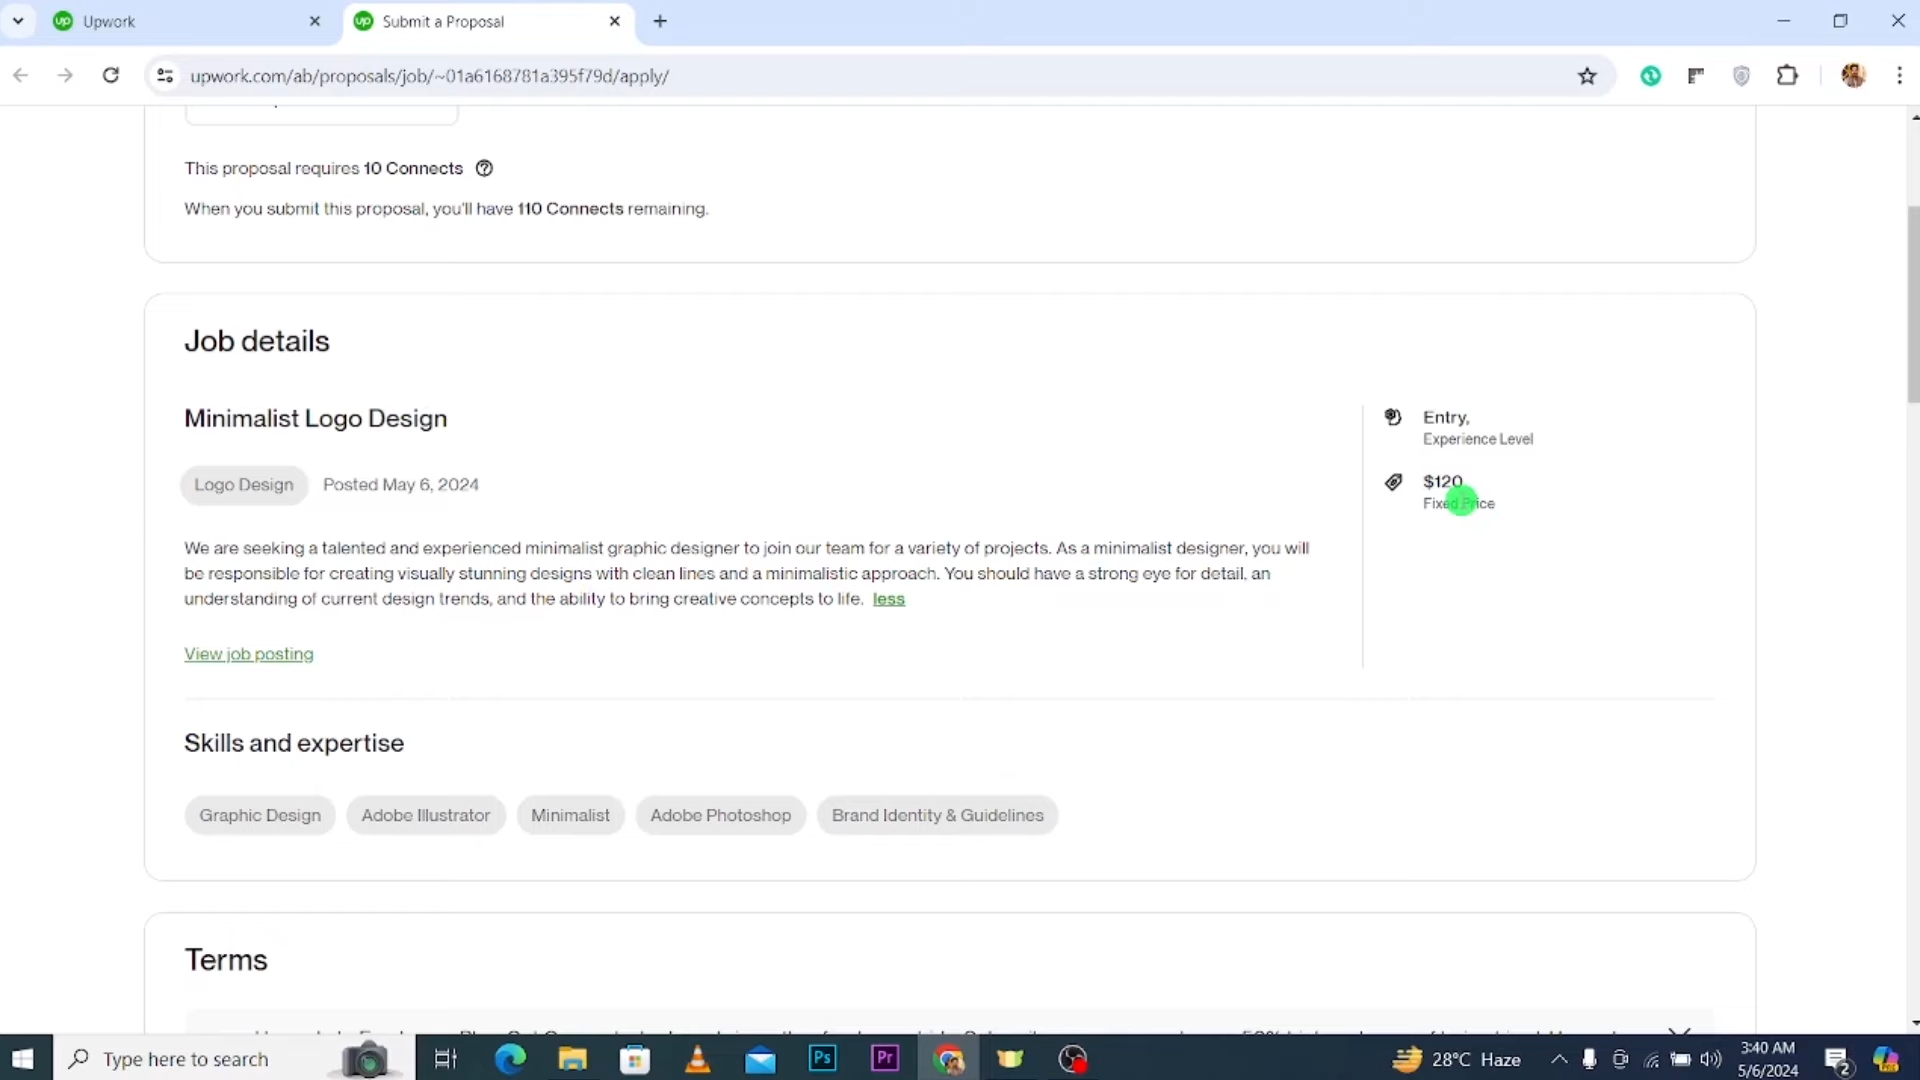 Upwork
Submit a Proposal
upwork.com/ab/proposals/job/~01a6168781a395f79d/apply/
This proposal requires 10 Connects
When you submit this proposal, you'll have 110 Connects remaining.
Job details
Minimalist Logo Design
Entry,
Experience Level
Logo Design Posted May 6, 2024
$120
Fixed Price
We are seeking a talented and experienced minimalist graphic designer to join our team for a variety of projects. As a minimalist designer, you will
be responsible for creating visually stunning designs with clean lines and a minimalistic approach. You should have a strong eye for detail, an
understanding of current design trends, and the ability to bring creative concepts to life. less
View job posting
Skills and expertise
Graphic Design Adobe Illustrator Minimalist Adobe Photoshop Brand Identity & Guidelines
Terms
Type here to search
Ps
Pr
28°C Haze
3:40 AM
5/6/2024
2